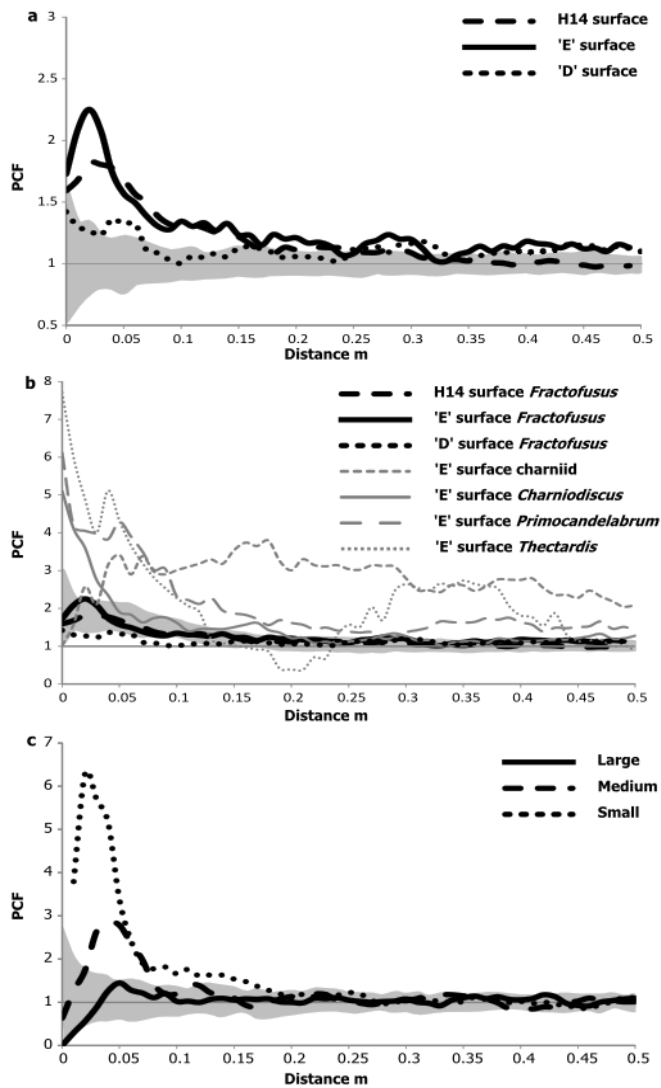 a
3
2.5
2
1.5
1
0.5
PCF
H14 surface
'E' surface
'D' surface
0 0.05 0.1 0.15 0.2 0.25 0.3 0.35 0.4 0.45 0.5
Distance m
b
8
7
6
5
4
3
2
1
0
PCF
H14 surface Fractofusus
'E' surface Fractofusus
'D' surface Fractofusus
'E' surface charniid
'E' surface Charniodiscus
'E' surface Primocandelabrum
'E' surface Thectardis
0 0.05 0.1 0.15 0.2 0.25 0.3 0.35 0.4 0.45 0.5
Distance m
c
7
6
5
4
3
2
1
0
PCF
Large
Medium
Small
0 0.05 0.1 0.15 0.2 0.25 0.3 0.35 0.4 0.45 0.5
Distance m